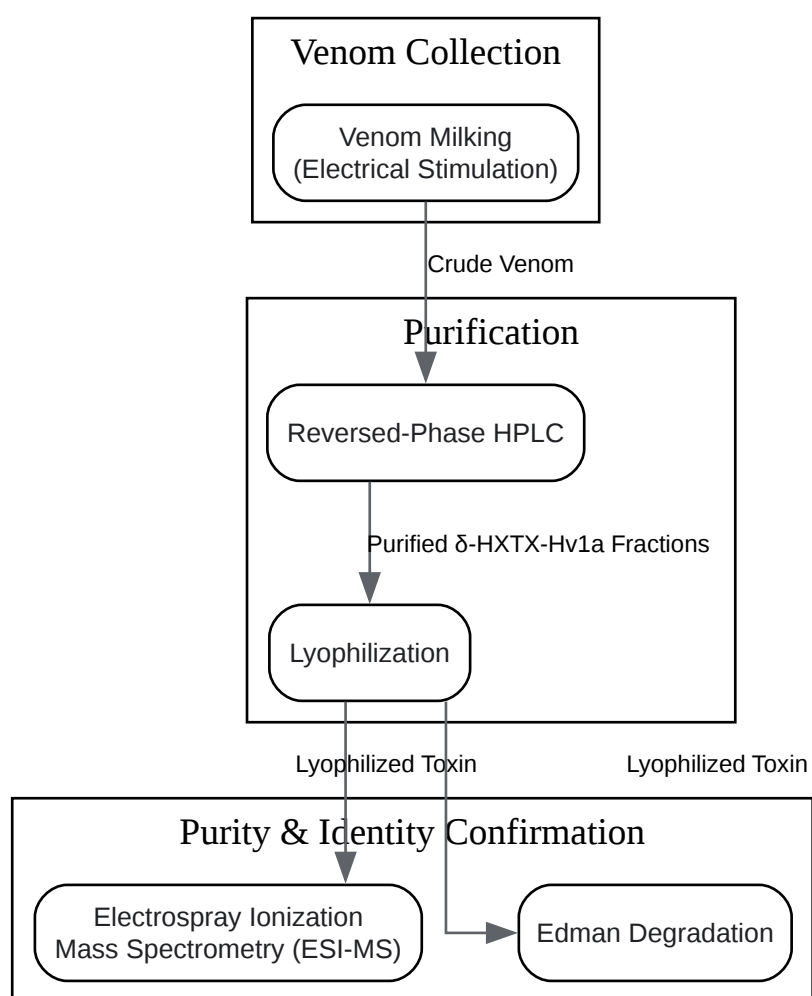 Venom Collection
Venom Milking
(Electrical Stimulation)
Crude Venom
Purification
Reversed-Phase HPLC
Purified δ-HXTX-Hv1a Fractions
Lyophilization
Lyophilized Toxin
Lyophilized Toxin
Purity & Identity Confirmation
Electrospray Ionization
Mass Spectrometry (ESI-MS)
Edman Degradation